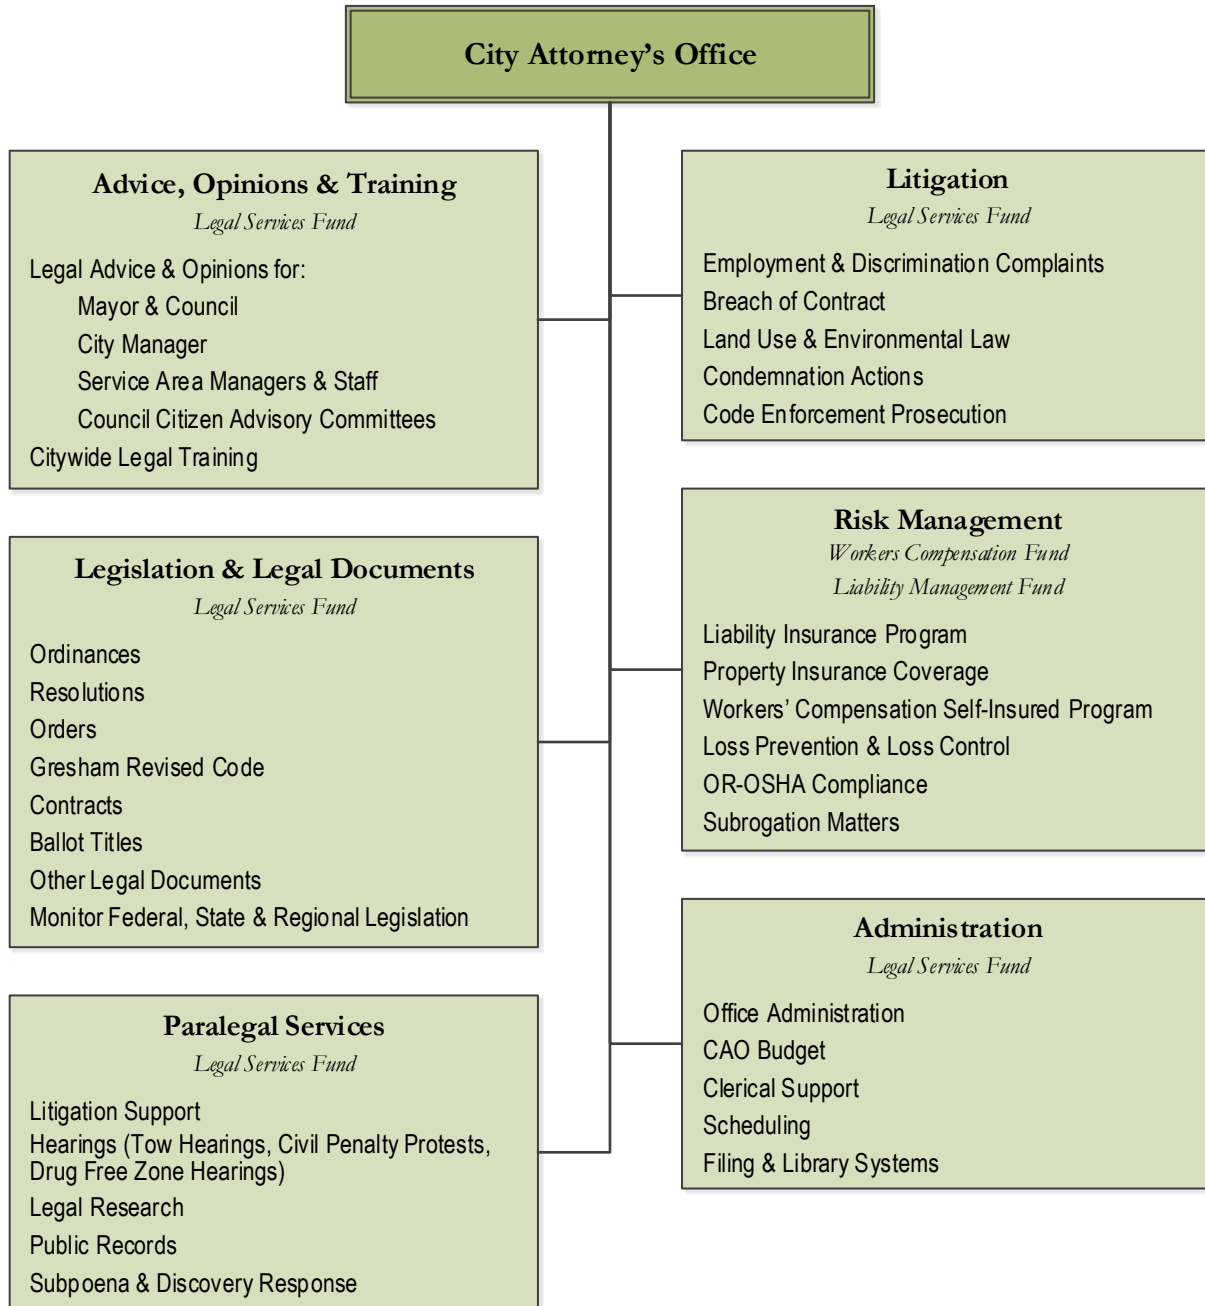 City Attorney’s Office
Advice, Opinions & Training
Legal Services Fund
Legal Advice & Opinions for:
Mayor & Council
City Manager
Service Area Managers & Staff
Council Citizen Advisory Committees
Citywide Legal Training
Litigation
Legal Services Fund
Employment & Discrimination Complaints
Breach of Contract
Land Use & Environmental Law
Condemnation Actions
Code Enforcement Prosecution
Legislation & Legal Documents
Legal Services Fund
Ordinances
Resolutions
Orders
Gresham Revised Code
Contracts
Ballot Titles
Other Legal Documents
Monitor Federal, State & Regional Legislation
Risk Management
Workers Compensation Fund
Liability Management Fund
Liability Insurance Program
Property Insurance Coverage
Workers’ Compensation Self-Insured Program
Loss Prevention & Loss Control
OR-OSHA Compliance
Subrogation Matters
Paralegal Services
Legal Services Fund
Litigation Support
Hearings (Tow Hearings, Civil Penalty Protests,
Drug Free Zone Hearings)
Legal Research
Public Records
Subpoena & Discovery Response
Administration
Legal Services Fund
Office Administration
CAO Budget
Clerical Support
Scheduling
Filing & Library Systems